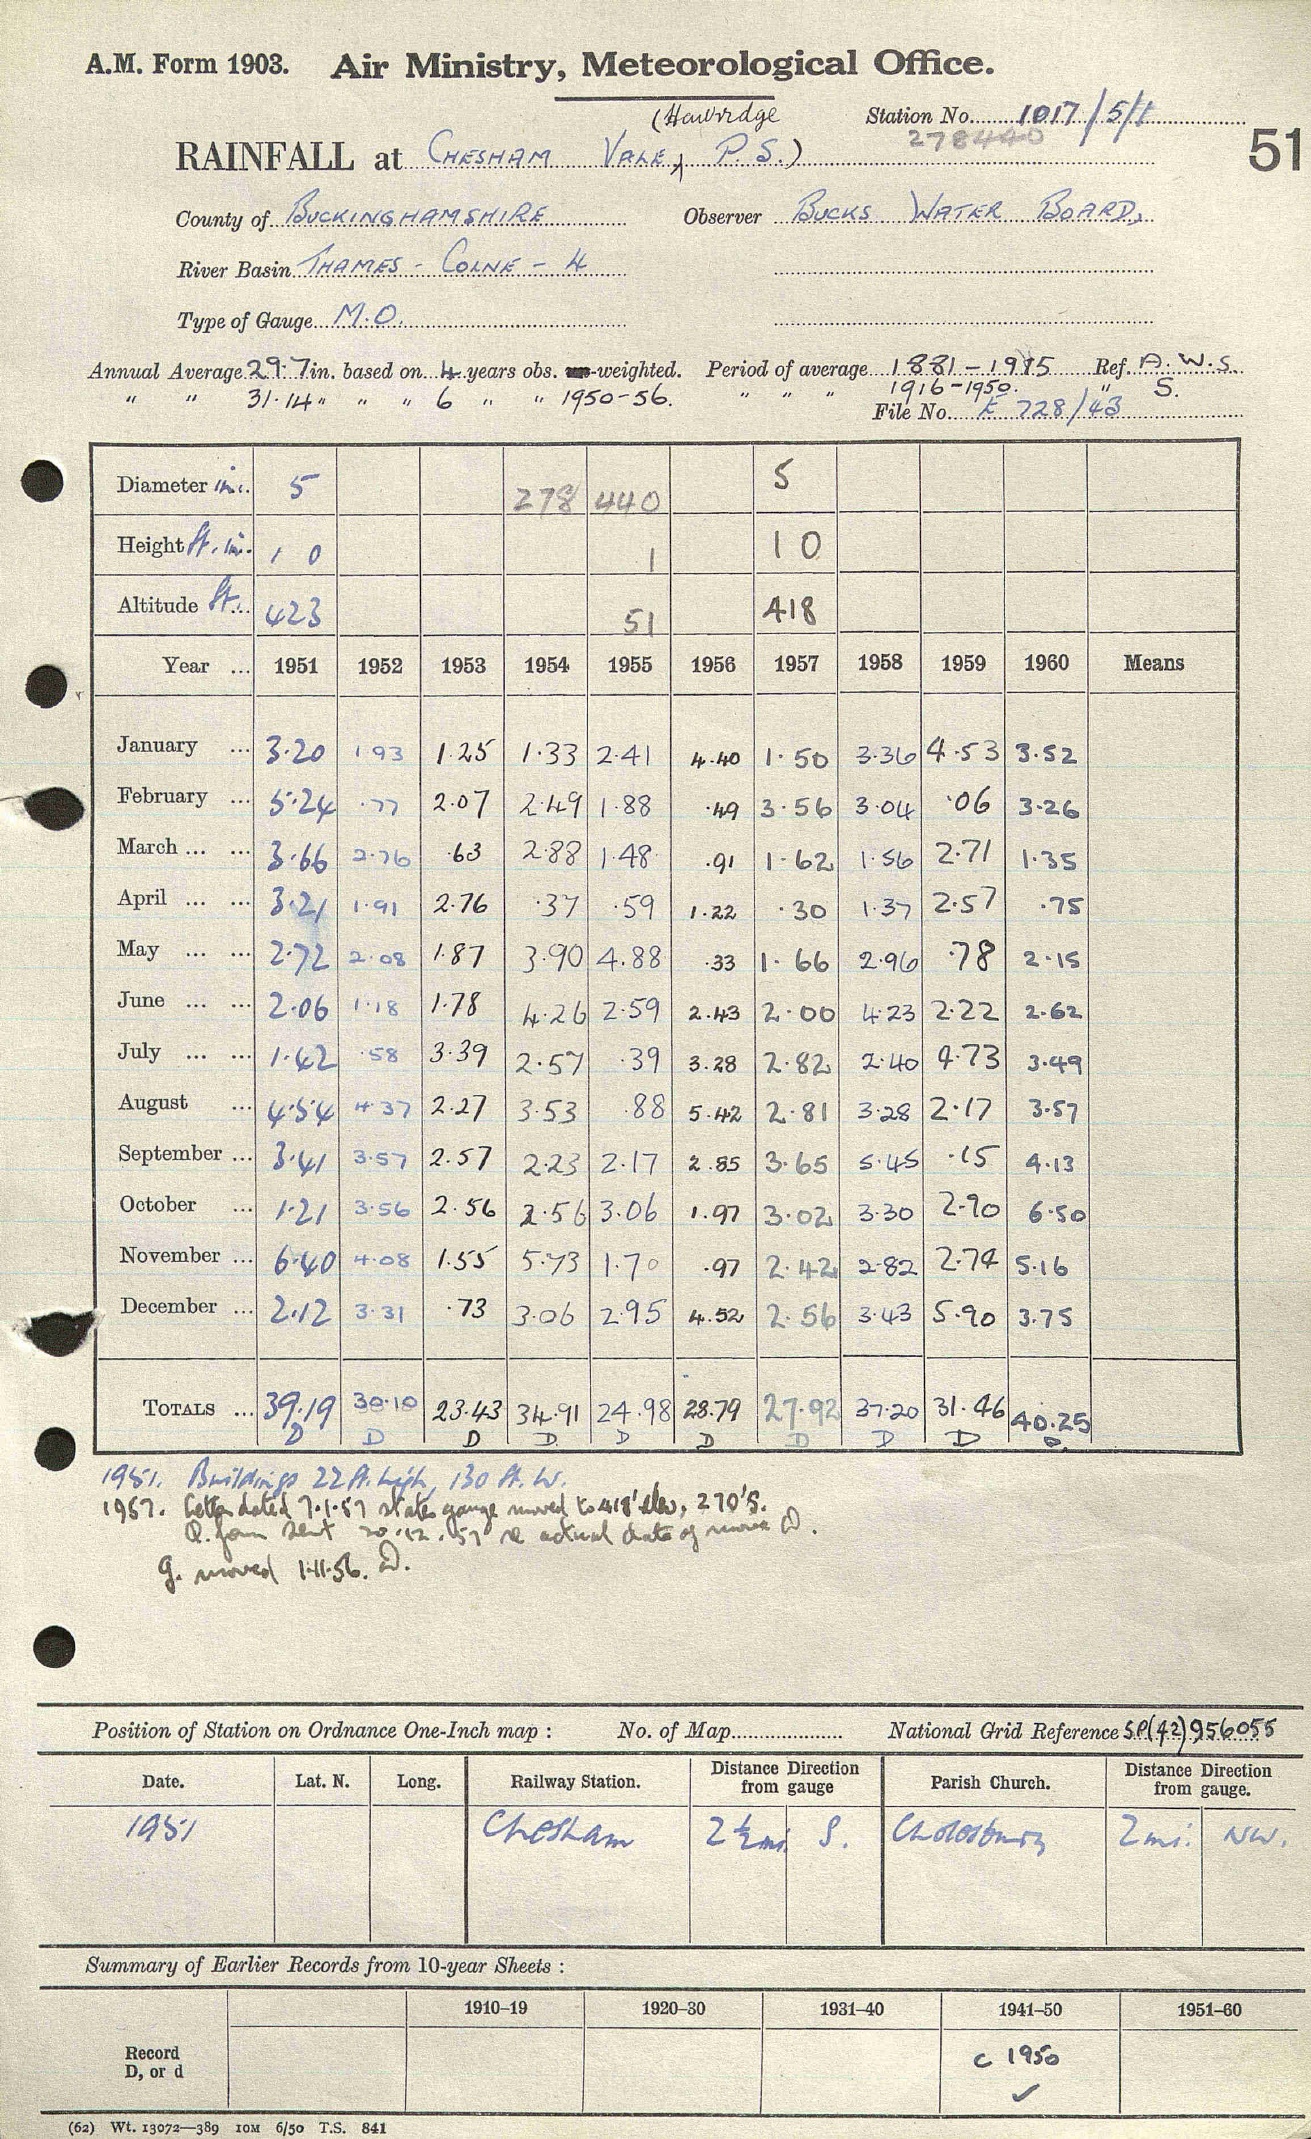 A.M. Form 1903. Air Ministry, Meteorological Office.
(Hawridge Station No. 1017/5/1
278440
51
RAINFALL at CHESHAM VALE, P.S.)
County of BUCKINGHAMSHIRE Observer BUCKS WATER BOARD,
River Basin THAMES - COLNE - 4
Type of Gauge M.O.
Annual Average 29.7 in. based on 4 years obs. -weighted. Period of average 1881-1915 Ref. A.W.S.
" " 31.14 " " " 6 " " 1950-56. " " " 1916-1950. " S.
File No. 728/43
Diameter in. 5 278 440 5
Height ft. in. 1 0 1 1 0
Altitude ft. 423 51 418
Year ... 1951 1952 1953 1954 1955 1956 1957 1958 1959 1960 Means
January ... 3.20 1.93 1.25 1.33 2.41 4.40 1.50 3.36 4.53 3.52
February ... 5.24 .77 2.07 2.49 1.88 .49 3.56 3.04 .06 3.26
March ... ... 3.66 2.76 .63 2.88 1.48 .91 1.62 1.56 2.71 1.35
April ... ... 3.21 1.91 2.76 .37 .59 1.22 .30 1.37 2.57 .75
May ... ... 2.72 2.08 1.87 3.90 4.88 .33 1.66 2.96 .78 2.15
June ... ... 2.06 1.18 1.78 4.26 2.59 2.43 2.00 4.23 2.22 2.62
July ... ... 1.42 .58 3.39 2.57 .39 3.28 2.82 2.40 4.73 3.49
August ... 4.54 4.37 2.27 3.53 .88 5.42 2.81 3.28 2.17 3.57
September ... 3.41 3.57 2.57 2.23 2.17 2.85 3.65 5.45 .15 4.13
October ... 1.21 3.56 2.56 2.56 3.06 1.97 3.02 3.30 2.90 6.50
November ... 6.40 4.08 1.55 5.73 1.70 .97 2.42 2.82 2.74 5.16
December ... 2.12 3.31 .73 3.06 2.95 4.52 2.56 3.43 5.90 3.75
TOTALS ... 39.19 30.10 23.43 34.91 24.98 28.79 27.92 37.20 31.46 40.25
D D D D D D D D D D
1951. Buildings 22 ft. high, 130 ft. W.
1957. Letter dated 7.1.57 states gauge moved to 418' elev, 270'S.
Q. form sent 20.12.57 re actual date of move D.
g. moved 1.11.56. D.
Position of Station on Ordnance One-Inch map : No. of Map National Grid Reference SP(42)956055
Date. Lat. N. Long. Railway Station. Distance Direction from gauge Parish Church. Distance Direction from gauge.
1951 Chesham 2½ mi. S. Cholesbury 2 mi. NW.
Summary of Earlier Records from 10-year Sheets :
1910–19 1920–30 1931–40 1941–50 1951–60
Record
D, or d
c 1950
✓
(62) Wt. 13072—389 10M 6/50 T.S. 841